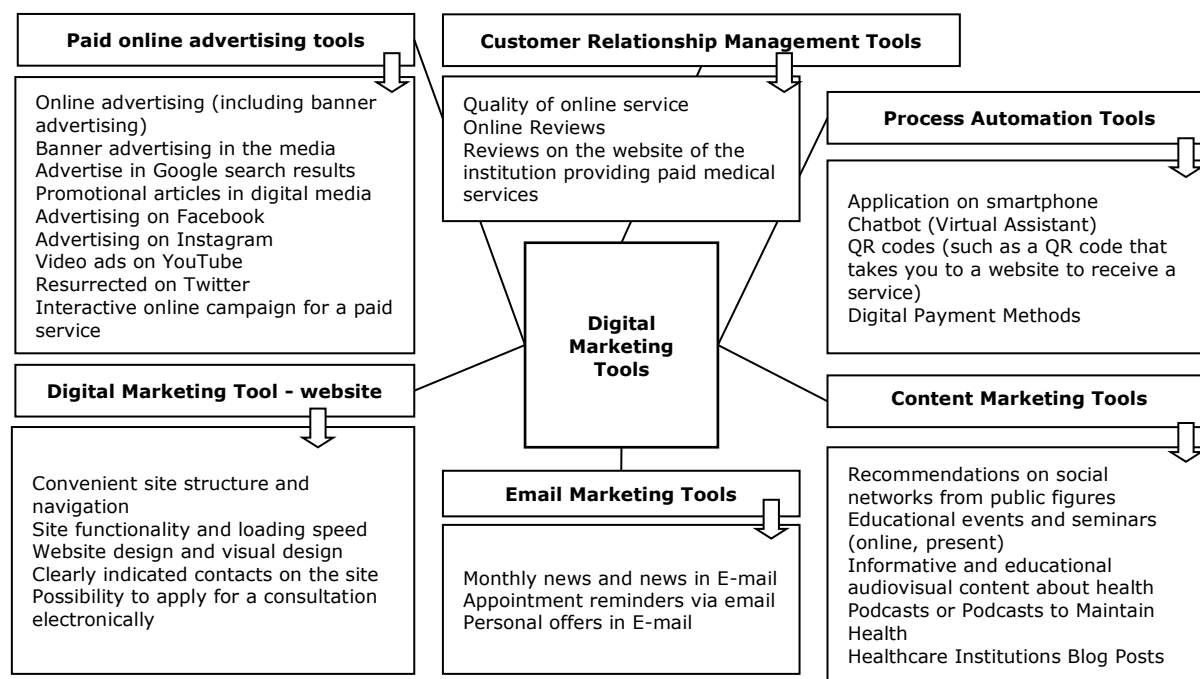 Paid online advertising tools
Online advertising (including banner
advertising)
Banner advertising in the media
Advertise in Google search results
Promotional articles in digital media
Advertising on Facebook
Advertising on Instagram
Video ads on YouTube
Resurrected on Twitter
Interactive online campaign for a paid
service
Customer Relationship Management Tools
Quality of online service
Online Reviews
Reviews on the website of the
institution providing paid medical
services
Process Automation Tools
Application on smartphone
Chatbot (Virtual Assistant)
QR codes (such as a QR code that
takes you to a website to receive a
service)
Digital Payment Methods
Digital
Marketing
Tools
Digital Marketing Tool - website
Convenient site structure and
navigation
Site functionality and loading speed
Website design and visual design
Clearly indicated contacts on the site
Possibility to apply for a consultation
electronically
Email Marketing Tools
Monthly news and news in E-mail
Appointment reminders via email
Personal offers in E-mail
Content Marketing Tools
Recommendations on social
networks from public figures
Educational events and seminars
(online, present)
Informative and educational
audiovisual content about health
Podcasts or Podcasts to Maintain
Health
Healthcare Institutions Blog Posts